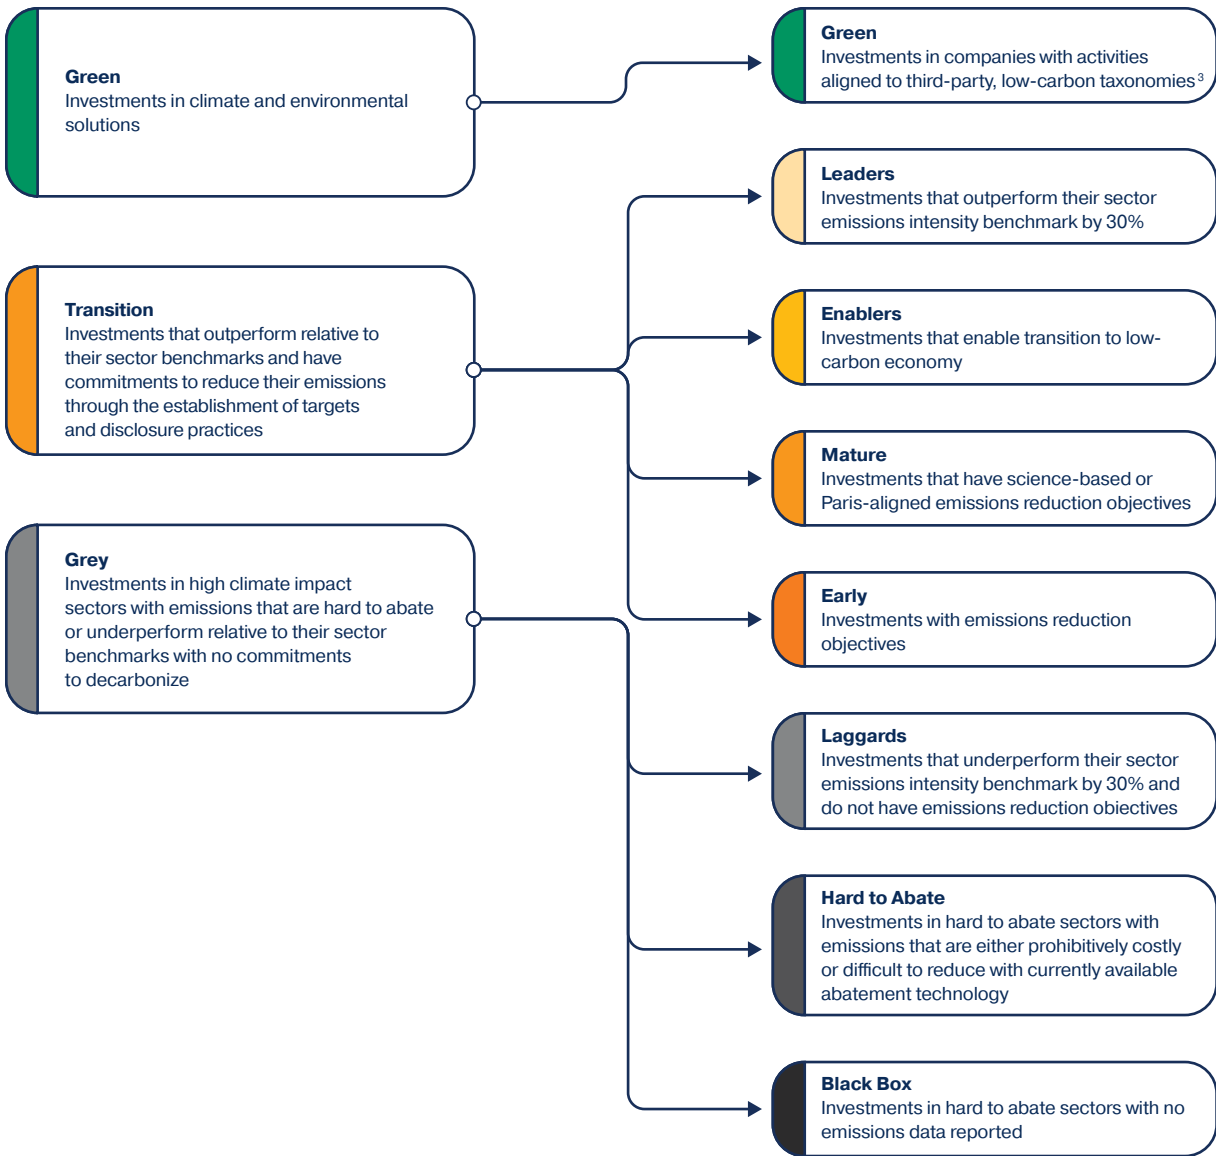 Green
Investments in climate and environmental
solutions
Transition
Investments that outperform relative to
their sector benchmarks and have
commitments to reduce their emissions
through the establishment of targets
and disclosure practices
Grey
Investments in high climate impact
sectors with emissions that are hard to abate
or underperform relative to their sector
benchmarks with no commitments
to decarbonize
Green
Investments in companies with activities
aligned to third-party, low-carbon taxonomies 3
Leaders
Investments that outperform their sector
emissions intensity benchmark by 30%
Enablers
Investments that enable transition to low-
carbon economy
Mature
Investments that have science-based or
Paris-aligned emissions reduction objectives
Early
Investments with emissions reduction
objectives
Laggards
Investments that underperform their sector
emissions intensity benchmark by 30% and
do not have emissions reduction obiectives
Hard to Abate
Investments in hard to abate sectors with
emissions that are either prohibitively costly
or difficult to reduce with currently available
abatement technology
Black Box
Investments in hard to abate sectors with no
emissions data reported